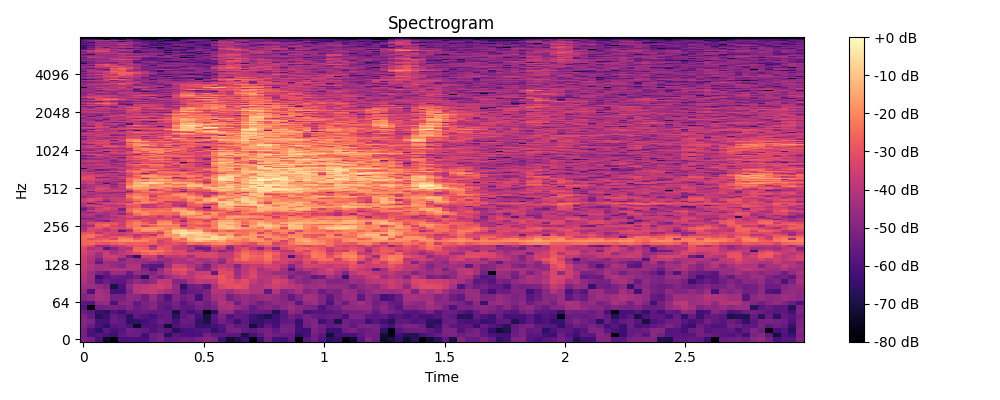 Spectrogram
Hz
4096
2048
1024
512
256
128
64
0
0
0.5
1
1.5
2
2.5
Time
+0 dB
-10 dB
-20 dB
-30 dB
-40 dB
-50 dB
-60 dB
-70 dB
-80 dB